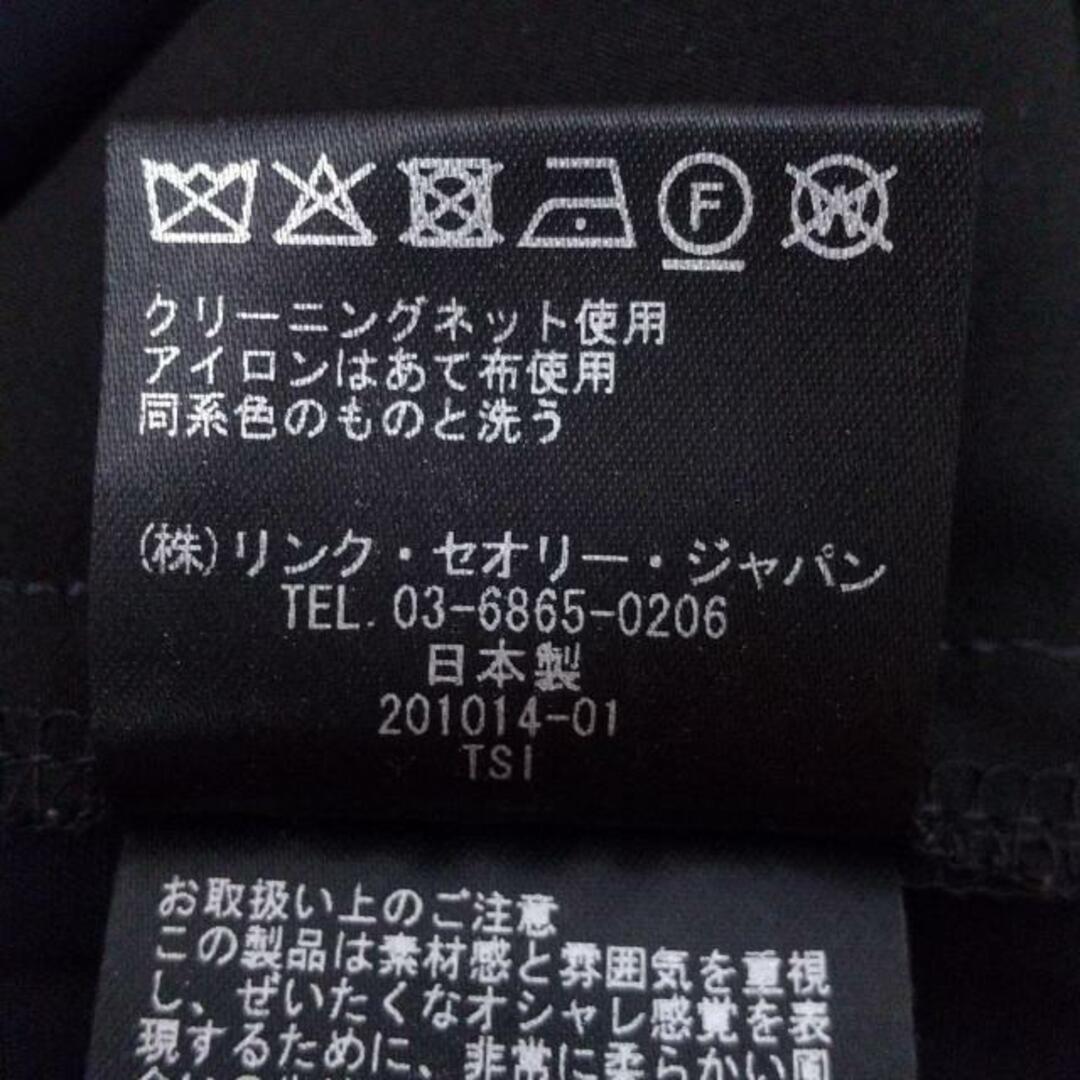 F W
クリーニングネット使用
アイロンはあて布使用
同系色のものと洗う
(株)リンク・セオリー・ジャパン
TEL. 03-6865-0206
日本製
201014-01
TSI
お取扱い上のご注意
この製品は素材感と雰囲気を重視
し、ぜいたくなオシャレ感覚を表
現するために、非常に柔らかい風